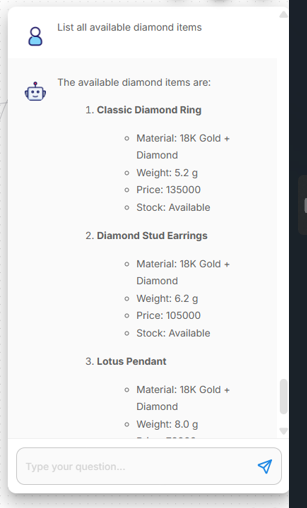 List all available diamond items
The available diamond items are:
1. Classic Diamond Ring
Material: 18K Gold +
Diamond
Weight: 5.2 g
Price: 135000
Stock: Available
2. Diamond Stud Earrings
Material: 18K Gold +
Diamond
Weight: 6.2 g
Price: 105000
Stock: Available
3. Lotus Pendant
Material: 18K Gold +
Diamond
Weight: 8.0 g
Type your question...